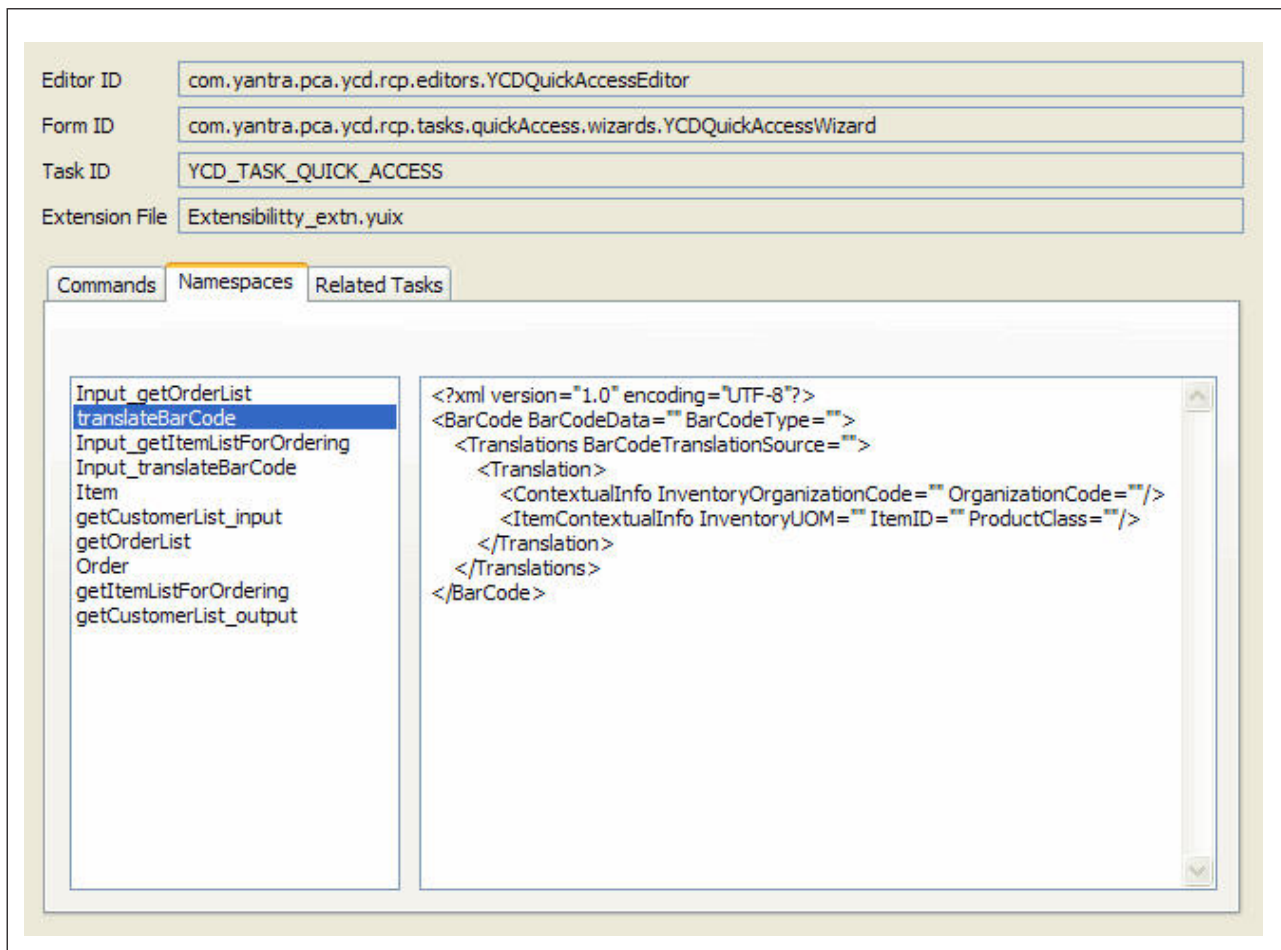 Editor ID com.yantra.pca.ycd.rcp.editors.YCDQuickAccessEditor
Form ID com.yantra.pca.ycd.rcp.tasks.quickAccess.wizards.YCDQuickAccessWizard
Task ID YCD_TASK_QUICK_ACCESS
Extension File Extensibilitty_extn.yuix
Commands Namespaces Related Tasks
Input_getOrderList
translateBarCode
Input_getItemListForOrdering
Input_translateBarCode
Item
getCustomerList_input
getOrderList
Order
getItemListForOrdering
getCustomerList_output
<?xml version="1.0" encoding="UTF-8"?>
<BarCode BarCodeData="" BarCodeType="">
<Translations BarCodeTranslationSource="">
<Translation>
<ContextualInfo InventoryOrganizationCode="" OrganizationCode=""/>
<ItemContextualInfo InventoryUOM="" ItemID="" ProductClass=""/>
</Translation>
</Translations>
</BarCode>